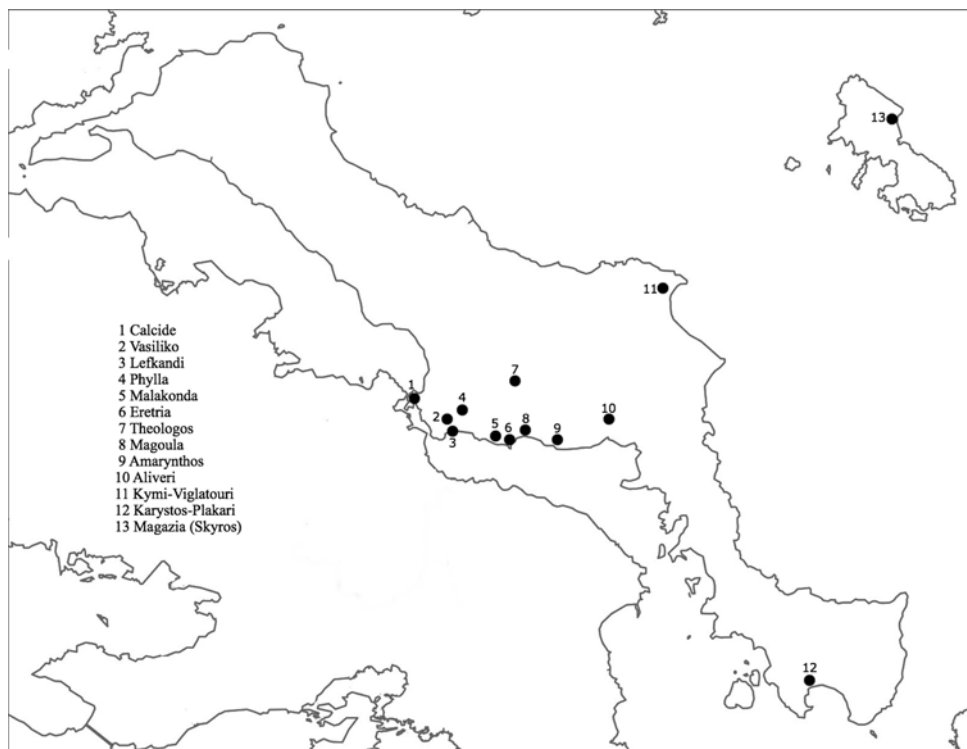 13
11
1 Calcide
2 Vasiliko
3 Lefkandi
4 Phylla
5 Malakonda
6 Eretria
7 Theologos
8 Magoula
9 Amarynthos
10 Aliveri
11 Kymi-Viglatouri
12 Karystos-Plakari
13 Magazia (Skyros)
7
1
4
2
3
5
6
8
9
10
12